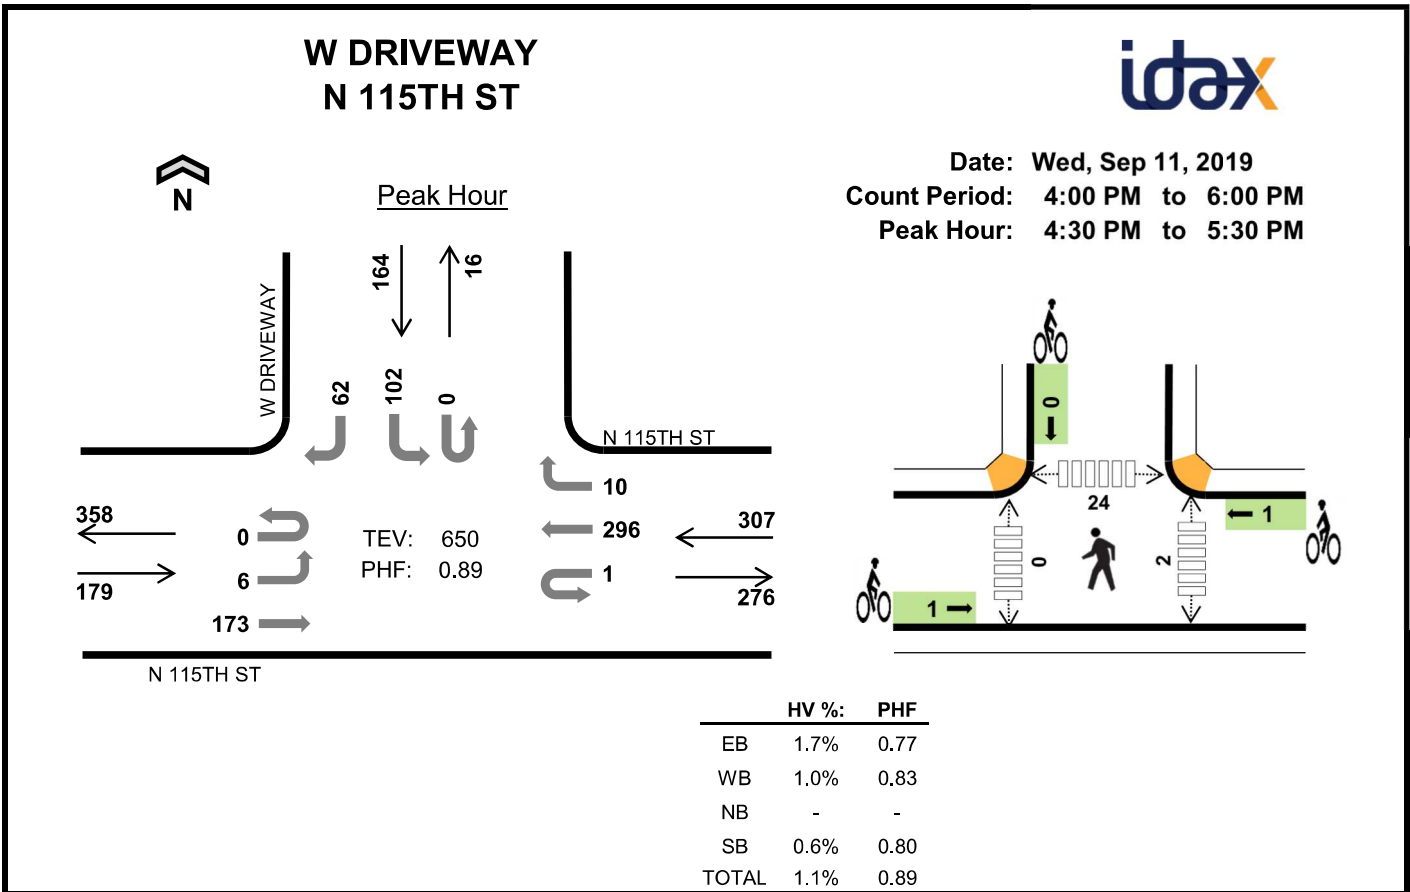 W DRIVEWAY
N 115TH ST
idax
Date: Wed, Sep 11, 2019
Count Period: 4:00 PM to 6:00 PM
Peak Hour: 4:30 PM to 5:30 PM
N
Peak Hour
164
16
W DRIVEWAY
62
102
0
N 115TH ST
10
358
0
TEV: 650
296
307
179
6
PHF: 0.89
1
276
173
N 115TH ST
0
24
1
0
2
1
HV %: PHF
EB 1.7% 0.77
WB 1.0% 0.83
NB - -
SB 0.6% 0.80
TOTAL 1.1% 0.89